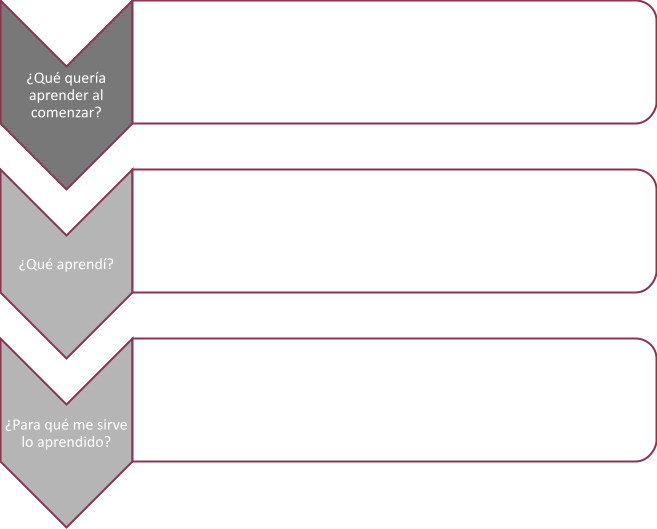 ¿Qué quería
aprender al
comenzar?
¿Qué aprendí?
¿Para qué me sirve
lo aprendido?